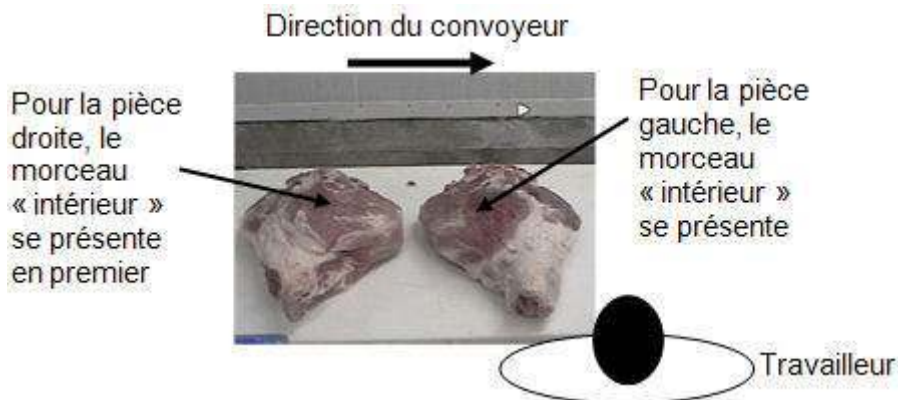 Direction du convoyeur
Pour la pièce
droite, le
morceau
« intérieur »
se présente
en premier
Pour la pièce
gauche, le
morceau
« intérieur »
se présente
Travailleur